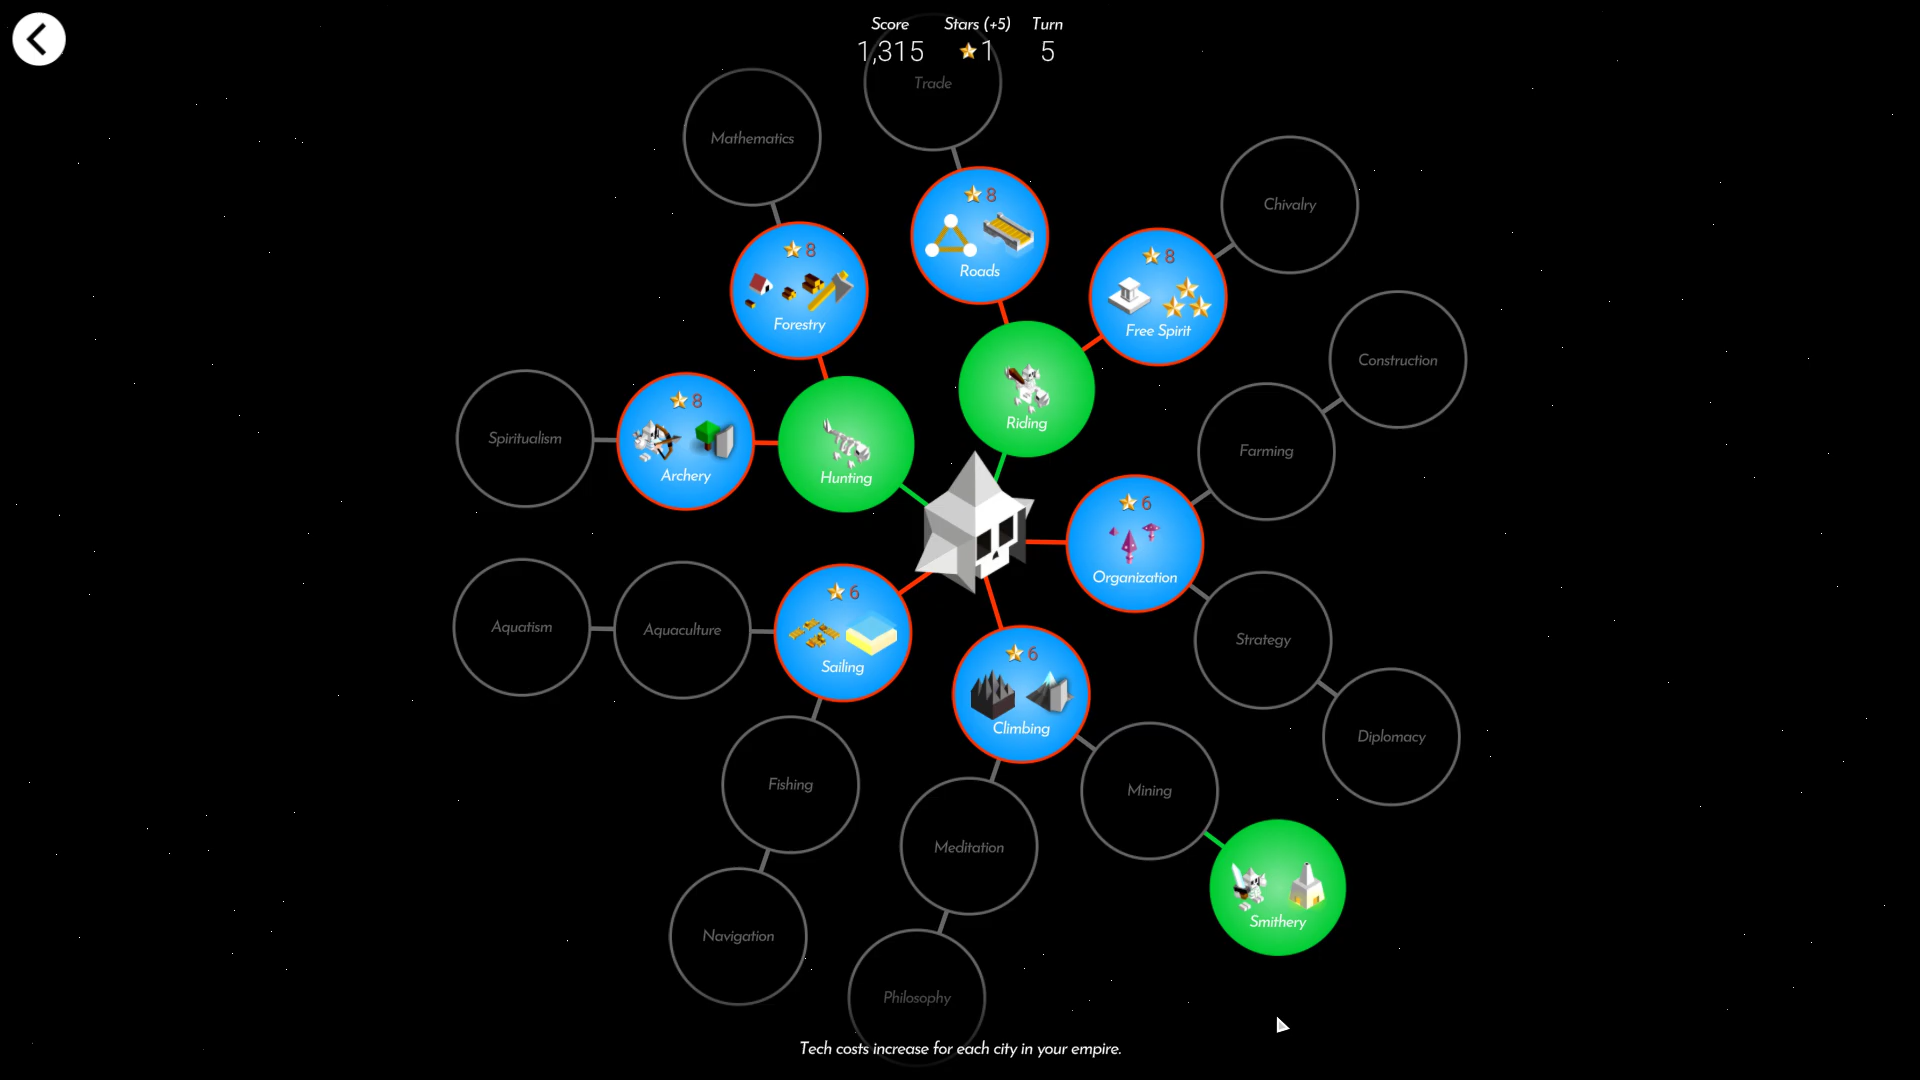 Score
Stars (+5)
Turn
1,315
1
5
Trade
Mathematics
8
Roads
Chivalry
8
Forestry
8
Free Spirit
Construction
Spiritualism
8
Archery
Riding
Hunting
Farming
6
Organization
Aquatism
Aquaculture
6
Sailing
Strategy
6
Climbing
Diplomacy
Fishing
Mining
Meditation
Smithery
Navigation
Philosophy
Tech costs increase for each city in your empire.